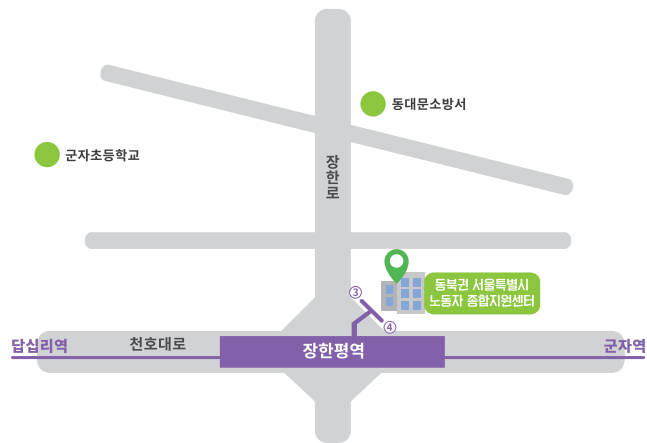 동대문소방서
군자초등학교
장한로
동북권 서울특별시
노동자 종합지원센터
③
④
답십리역
천호대로
장한평역
군자역